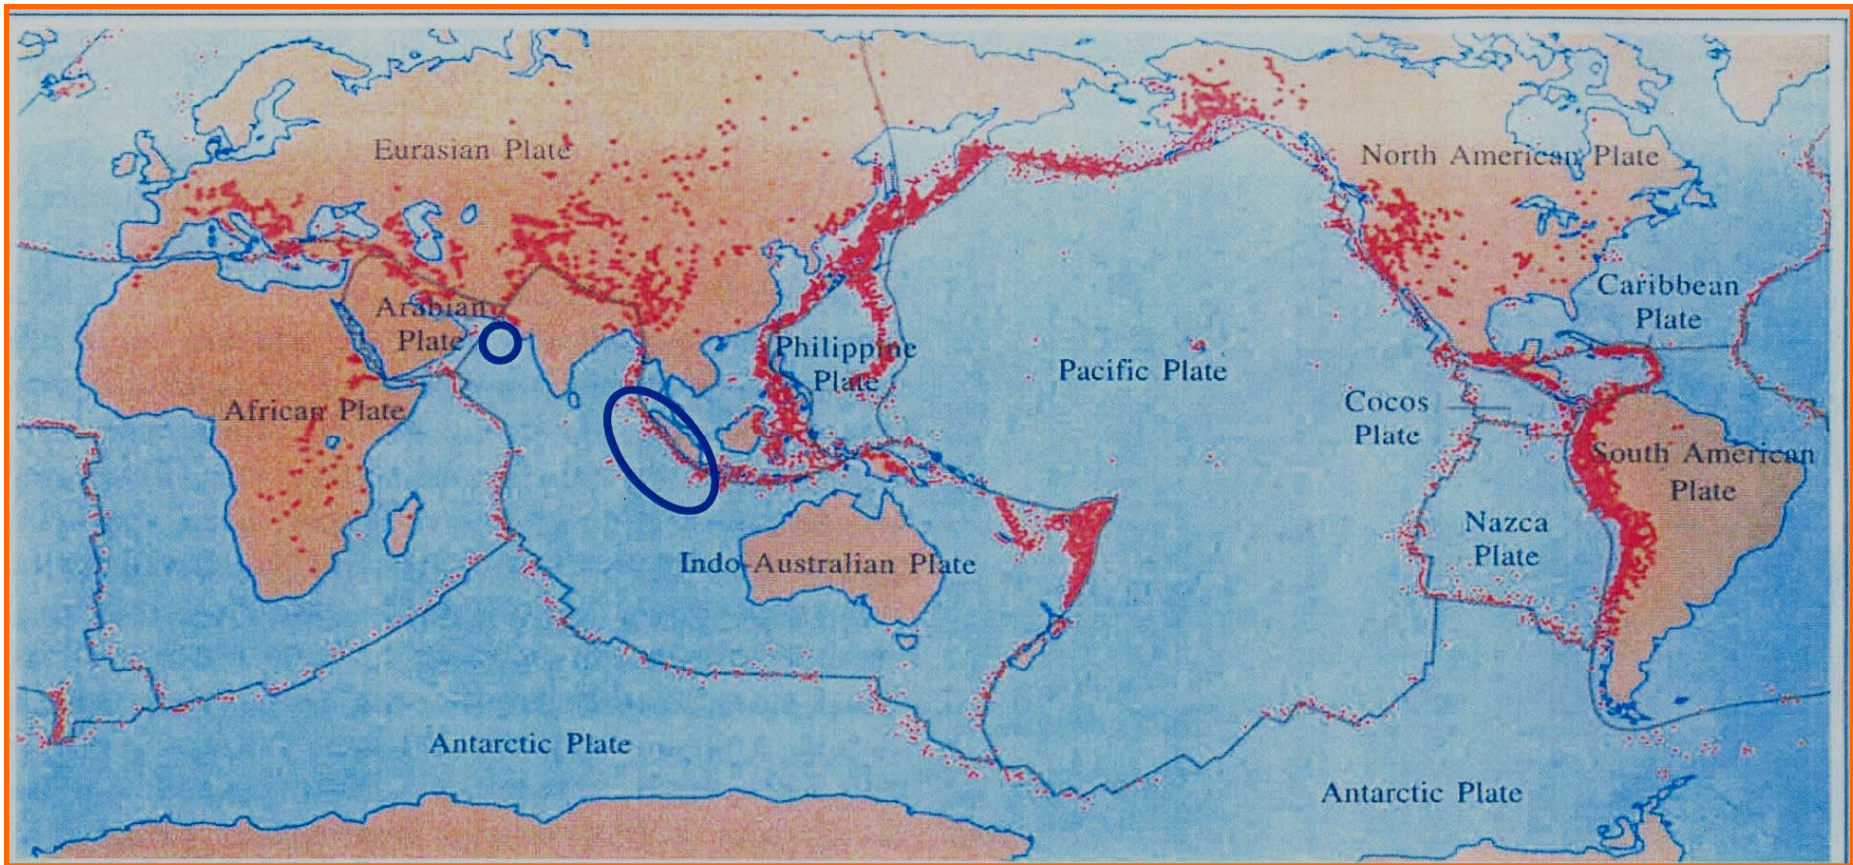 Eurasian Plate
North American Plate
Arabian
Plate
Caribbean
Plate
Philippine
Plate
Pacific Plate
African Plate
Cocos
Plate
South American
Plate
Nazca
Plate
Indo-Australian Plate
Antarctic Plate
Antarctic Plate